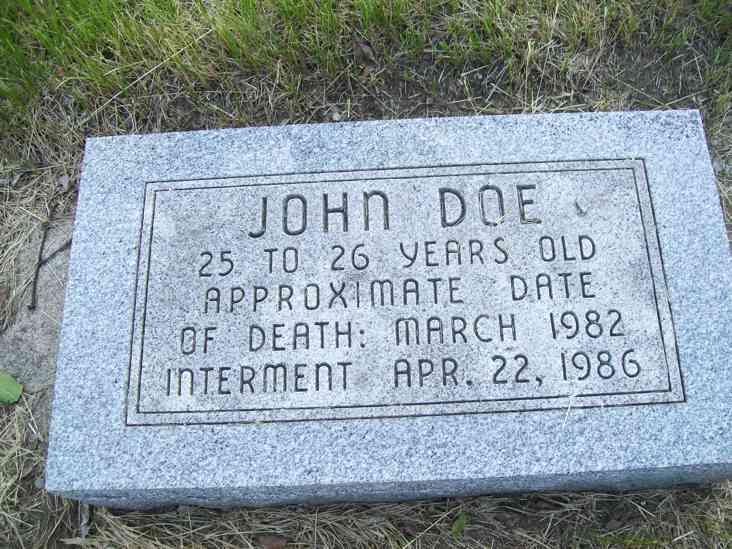 JOHN DOE
25 TO 26 YEARS OLD
APPROXIMATE DATE
OF DEATH: MARCH 1982
INTERMENT APR. 22, 1986